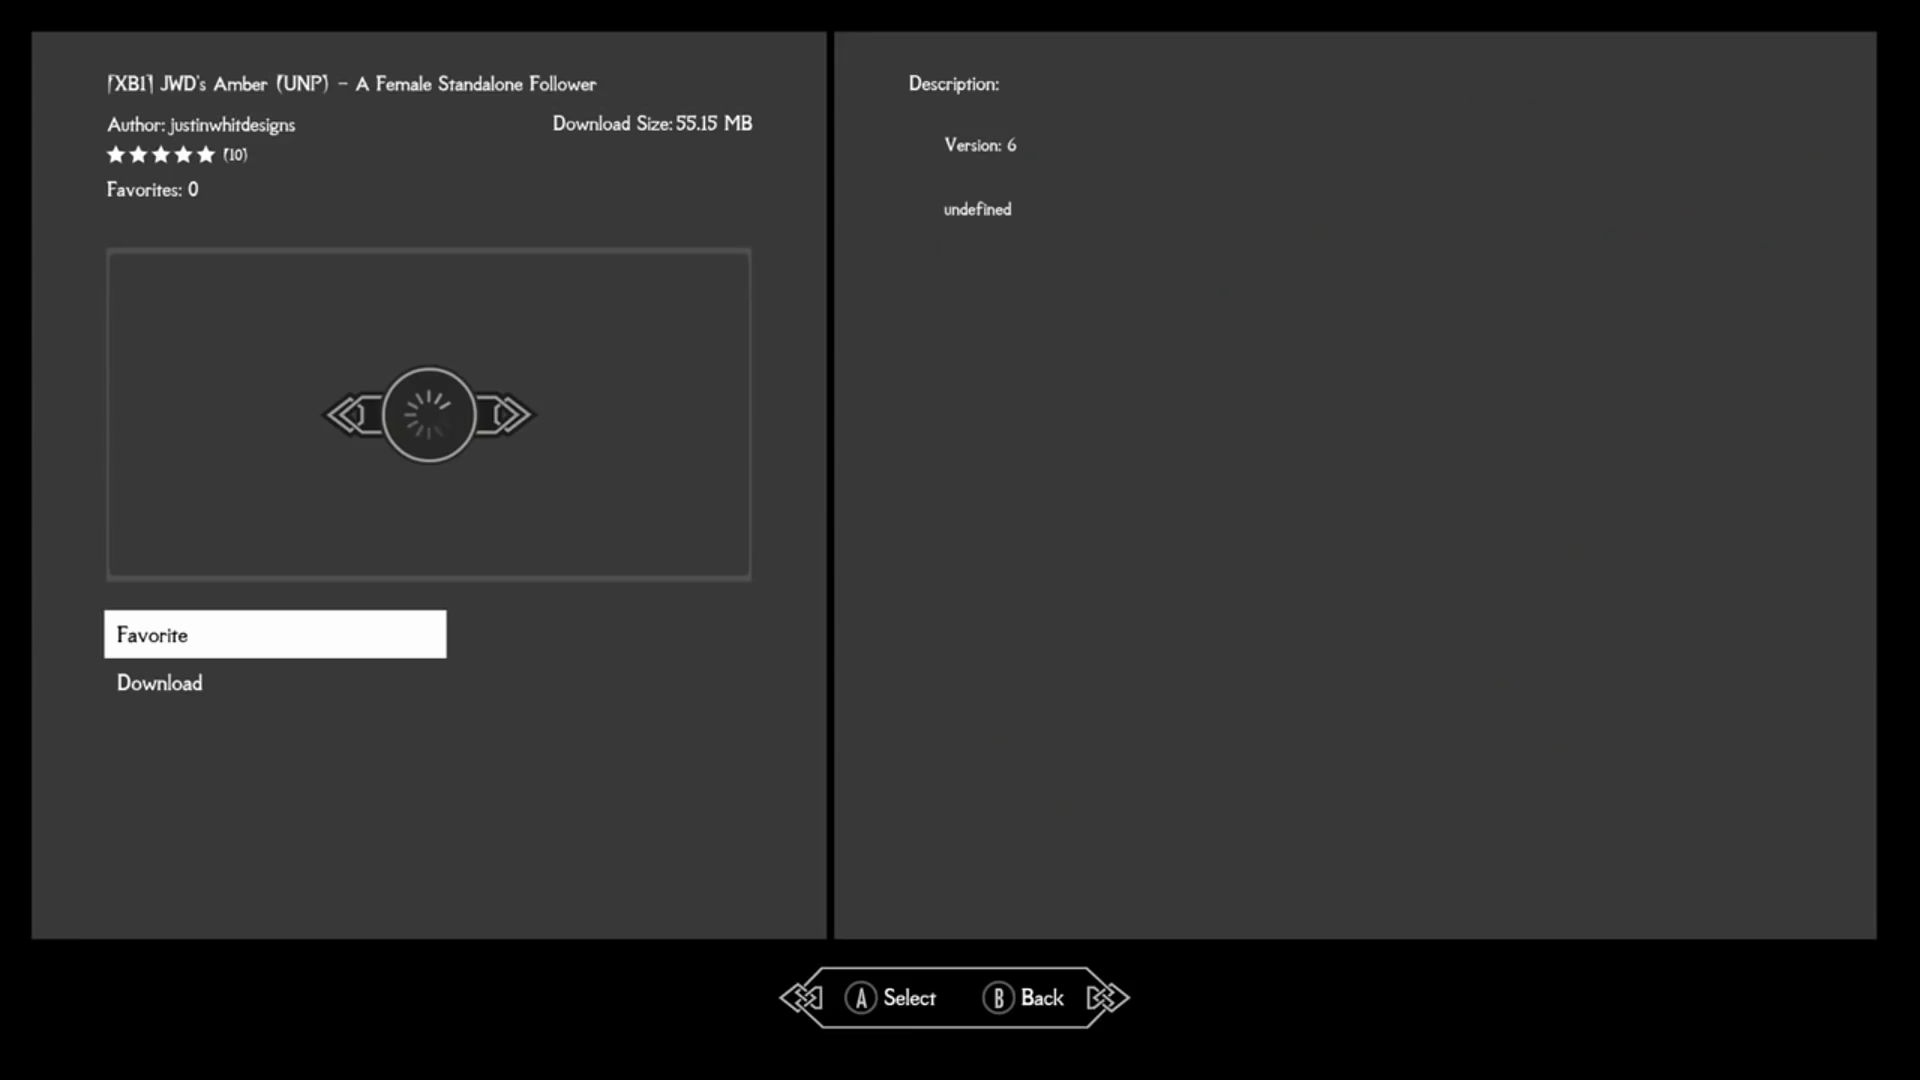 [XB1] JWD's Amber (UNP) - A Female Standalone Follower
Author: justinwhitdesigns
Download Size: 55.15 MB
(10)
Favorites: 0
Favorite
Download
Description:
Version: 6
undefined
A Select B Back